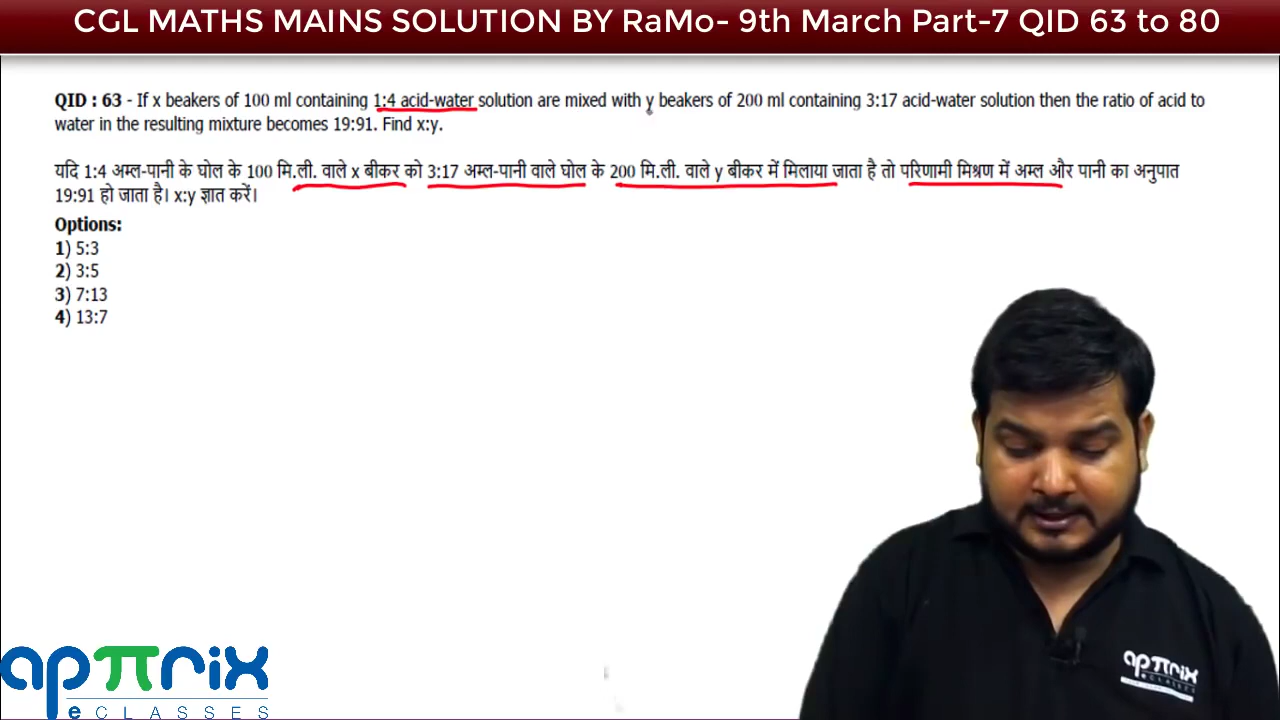 CGL MATHS MAINS SOLUTION BY RaMo- 9th March Part-7 QID 63 to 80
QID : 63 - If x beakers of 100 ml containing 1:4 acid-water solution are mixed with y beakers of 200 ml containing 3:17 acid-water solution then the ratio of acid to
water in the resulting mixture becomes 19:91. Find x:y.
यदि 1:4 अम्ल-पानी के घोल के 100 मि.ली. वाले x बीकर को 3:17 अम्ल-पानी वाले घोल के 200 मि.ली. वाले y बीकर में मिलाया जाता है तो परिणामी मिश्रण में अम्ल और पानी का अनुपात
19:91 हो जाता है। x:y ज्ञात करें।
Options:
1) 5:3
2) 3:5
3) 7:13
4) 13:7
apππrix
eCLASSES
apππrix
eCLASSES